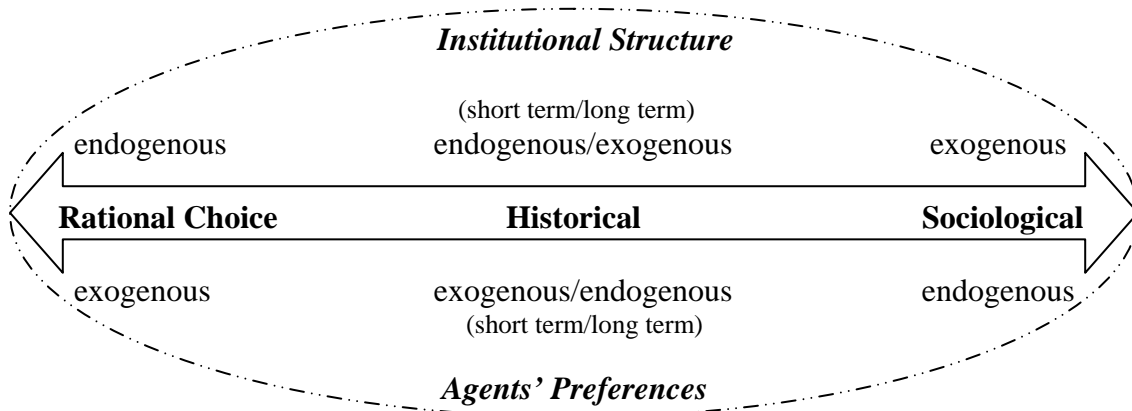 Institutional Structure
(short term/long term)
endogenous endogenous/exogenous exogenous
Rational Choice Historical Sociological
exogenous exogenous/endogenous endogenous
(short term/long term)
Agents’ Preferences